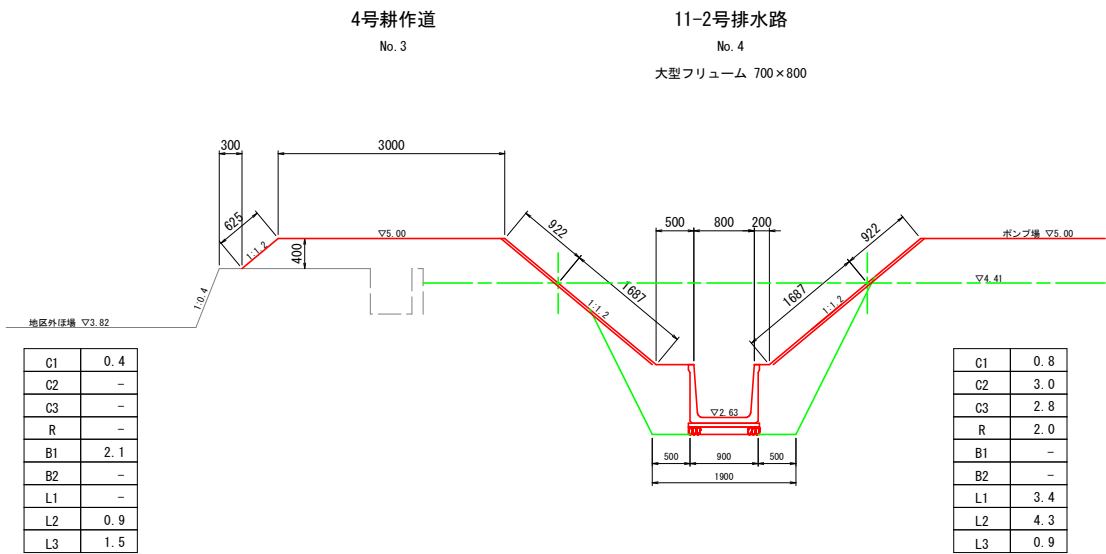 4号耕作道
No.3
11-2号排水路
No.4
大型フリューム 700×800
300
3000
625
1:1.2
400
▽5.00
922
500
800
200
922
ポンプ場 ▽5.00
▽4.41
1687
1:1.2
1687
1:1.2
1:0.4
地区外ほ場 ▽3.82
▽2.63
500
900
500
1900
C1 0.4
C2 -
C3 -
R -
B1 2.1
B2 -
L1 -
L2 0.9
L3 1.5
C1 0.8
C2 3.0
C3 2.8
R 2.0
B1 -
B2 -
L1 3.4
L2 4.3
L3 0.9